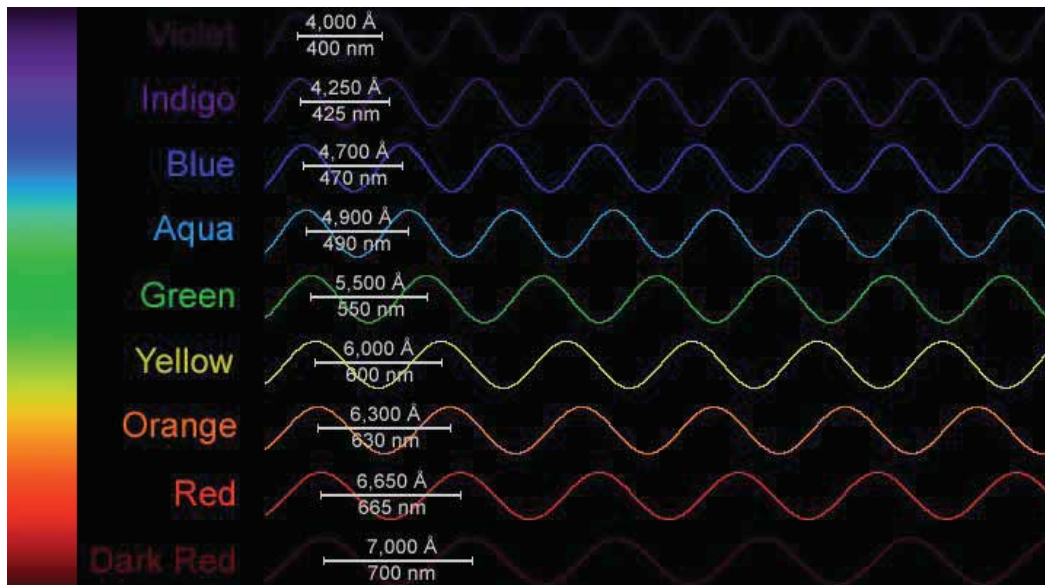 Violet
4,000 Å
400 nm
Indigo
4,250 Å
425 nm
Blue
4,700 Å
470 nm
Aqua
4,900 Å
490 nm
Green
5,500 Å
550 nm
Yellow
6,000 Å
600 nm
Orange
6,300 Å
630 nm
Red
6,650 Å
665 nm
Dark Red
7,000 Å
700 nm